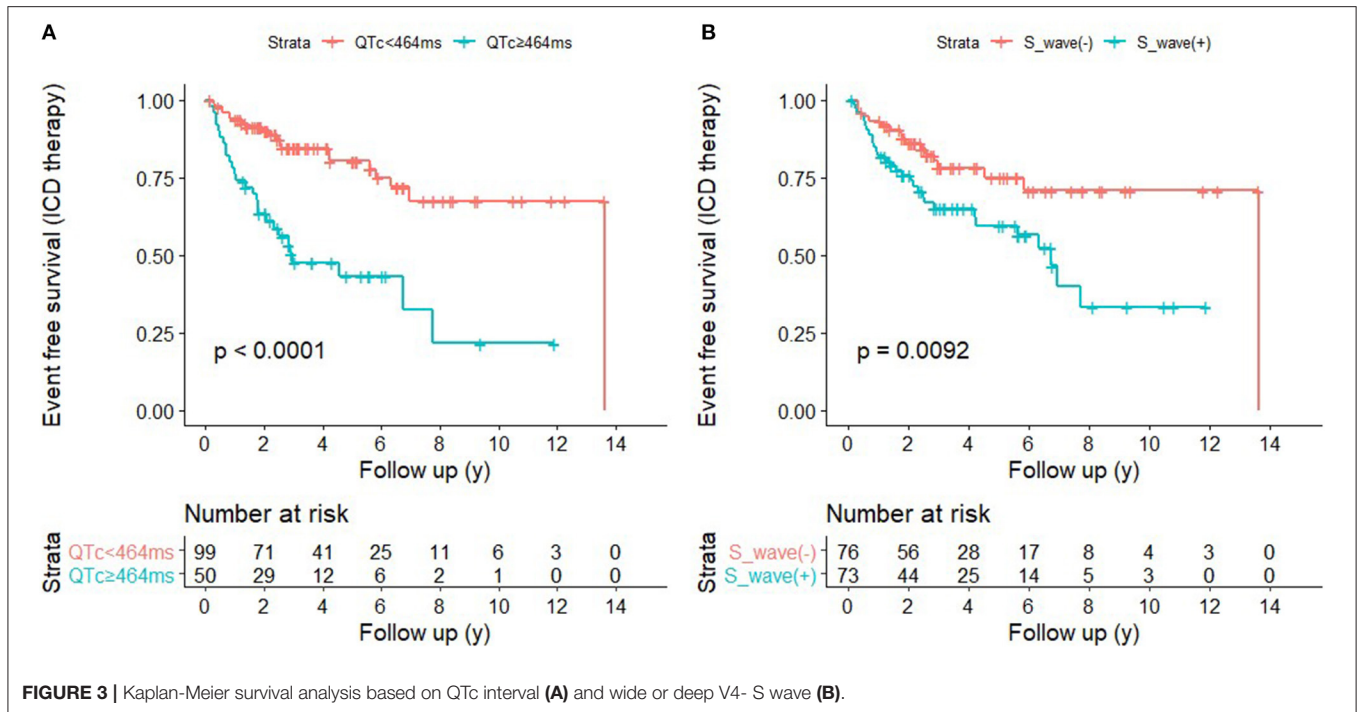 A
Strata QTc<464ms QTc≥464ms
Event free survival (ICD therapy)
1.00
0.75
0.50
0.25
0.00
p < 0.0001
0 2 4 6 8 10 12 14
Follow up (y)
Number at risk
Strata
QTc<464ms 99 71 41 25 11 6 3 0
QTc≥464ms 50 29 12 6 2 1 0 0
0 2 4 6 8 10 12 14
Follow up (y)
B
Strata S_wave(-) S_wave(+)
Event free survival (ICD therapy)
1.00
0.75
0.50
0.25
0.00
p = 0.0092
0 2 4 6 8 10 12 14
Follow up (y)
Number at risk
Strata
S_wave(-) 76 56 28 17 8 4 3 0
S_wave(+) 73 44 25 14 5 3 0 0
0 2 4 6 8 10 12 14
Follow up (y)
FIGURE 3 | Kaplan-Meier survival analysis based on QTc interval (A) and wide or deep V4- S wave (B).